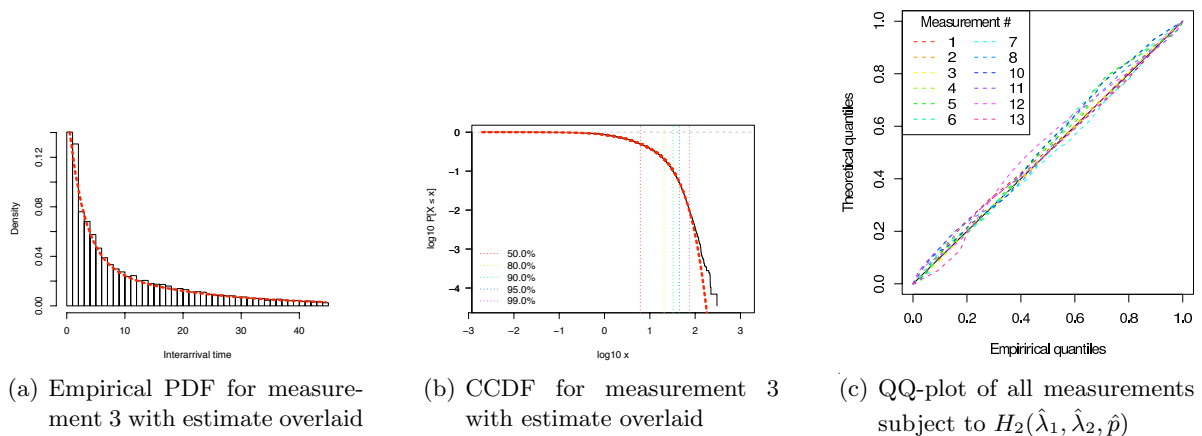 0.00 0.04 0.08 0.12
Density
0 10 20 30 40
Interarrival time
(a) Empirical PDF for measure-
ment 3 with estimate overlaid
0
−1
−2
−3
−4
log10 P[X ≤ x]
50.0%
80.0%
90.0%
95.0%
99.0%
−3 −2 −1 0 1 2 3
log10 x
(b) CCDF for measurement 3
with estimate overlaid
Measurement #
1 7
2 8
3 10
4 11
5 12
6 13
0.0 0.2 0.4 0.6 0.8 1.0
Theoretical quantiles
0.0 0.2 0.4 0.6 0.8 1.0
Empirirical quantiles
(c) QQ-plot of all measurements
subject to H₂(λ̂₁, λ̂₂, p̂)